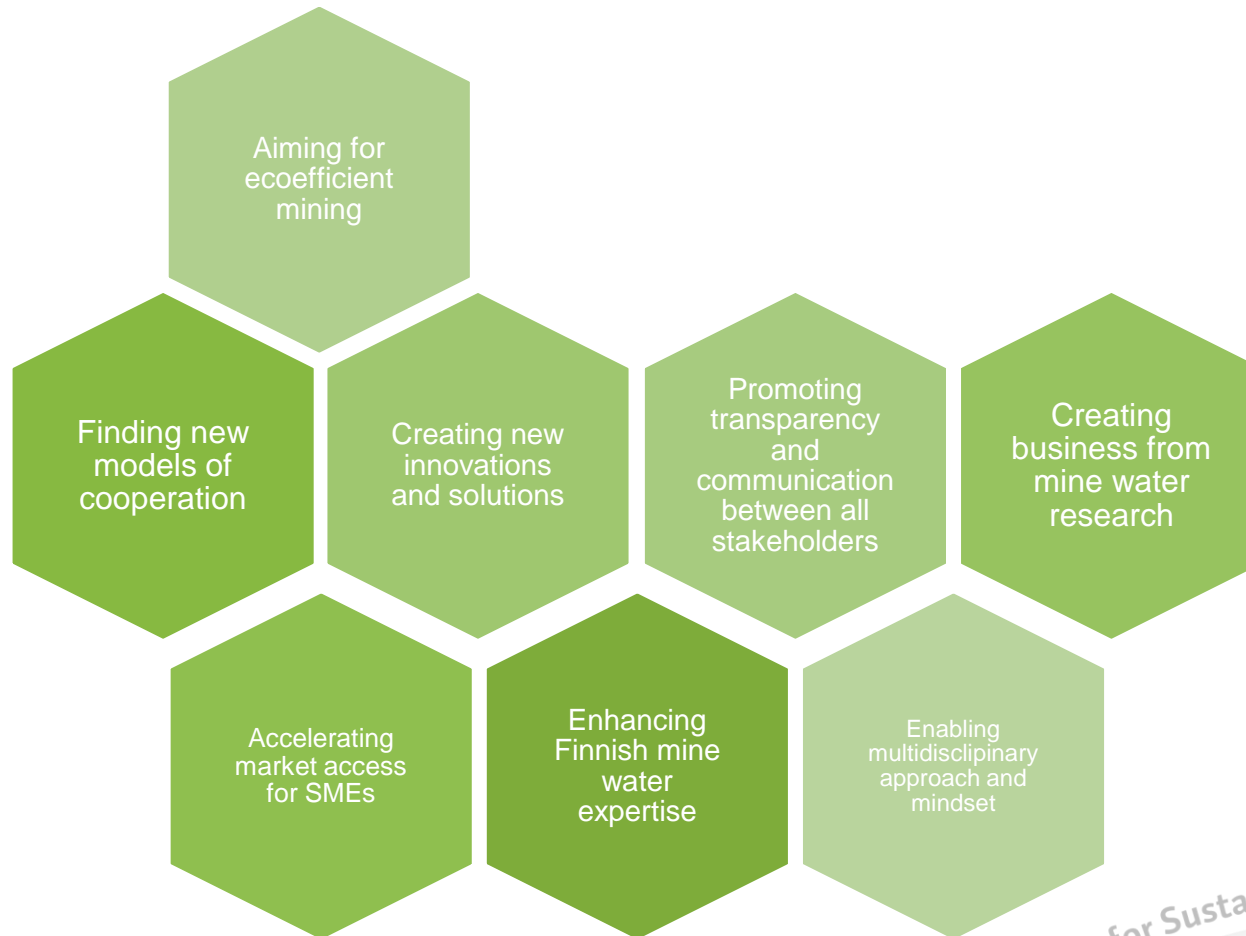 Aiming for
ecoefficient
mining
Finding new
models of
cooperation
Creating new
innovations
and solutions
Promoting
transparency
and
communication
between all
stakeholders
Creating
business from
mine water
research
Accelerating
market access
for SMEs
Enhancing
Finnish mine
water
expertise
Enabling
multidisclipinary
approach and
mindset
for Susta